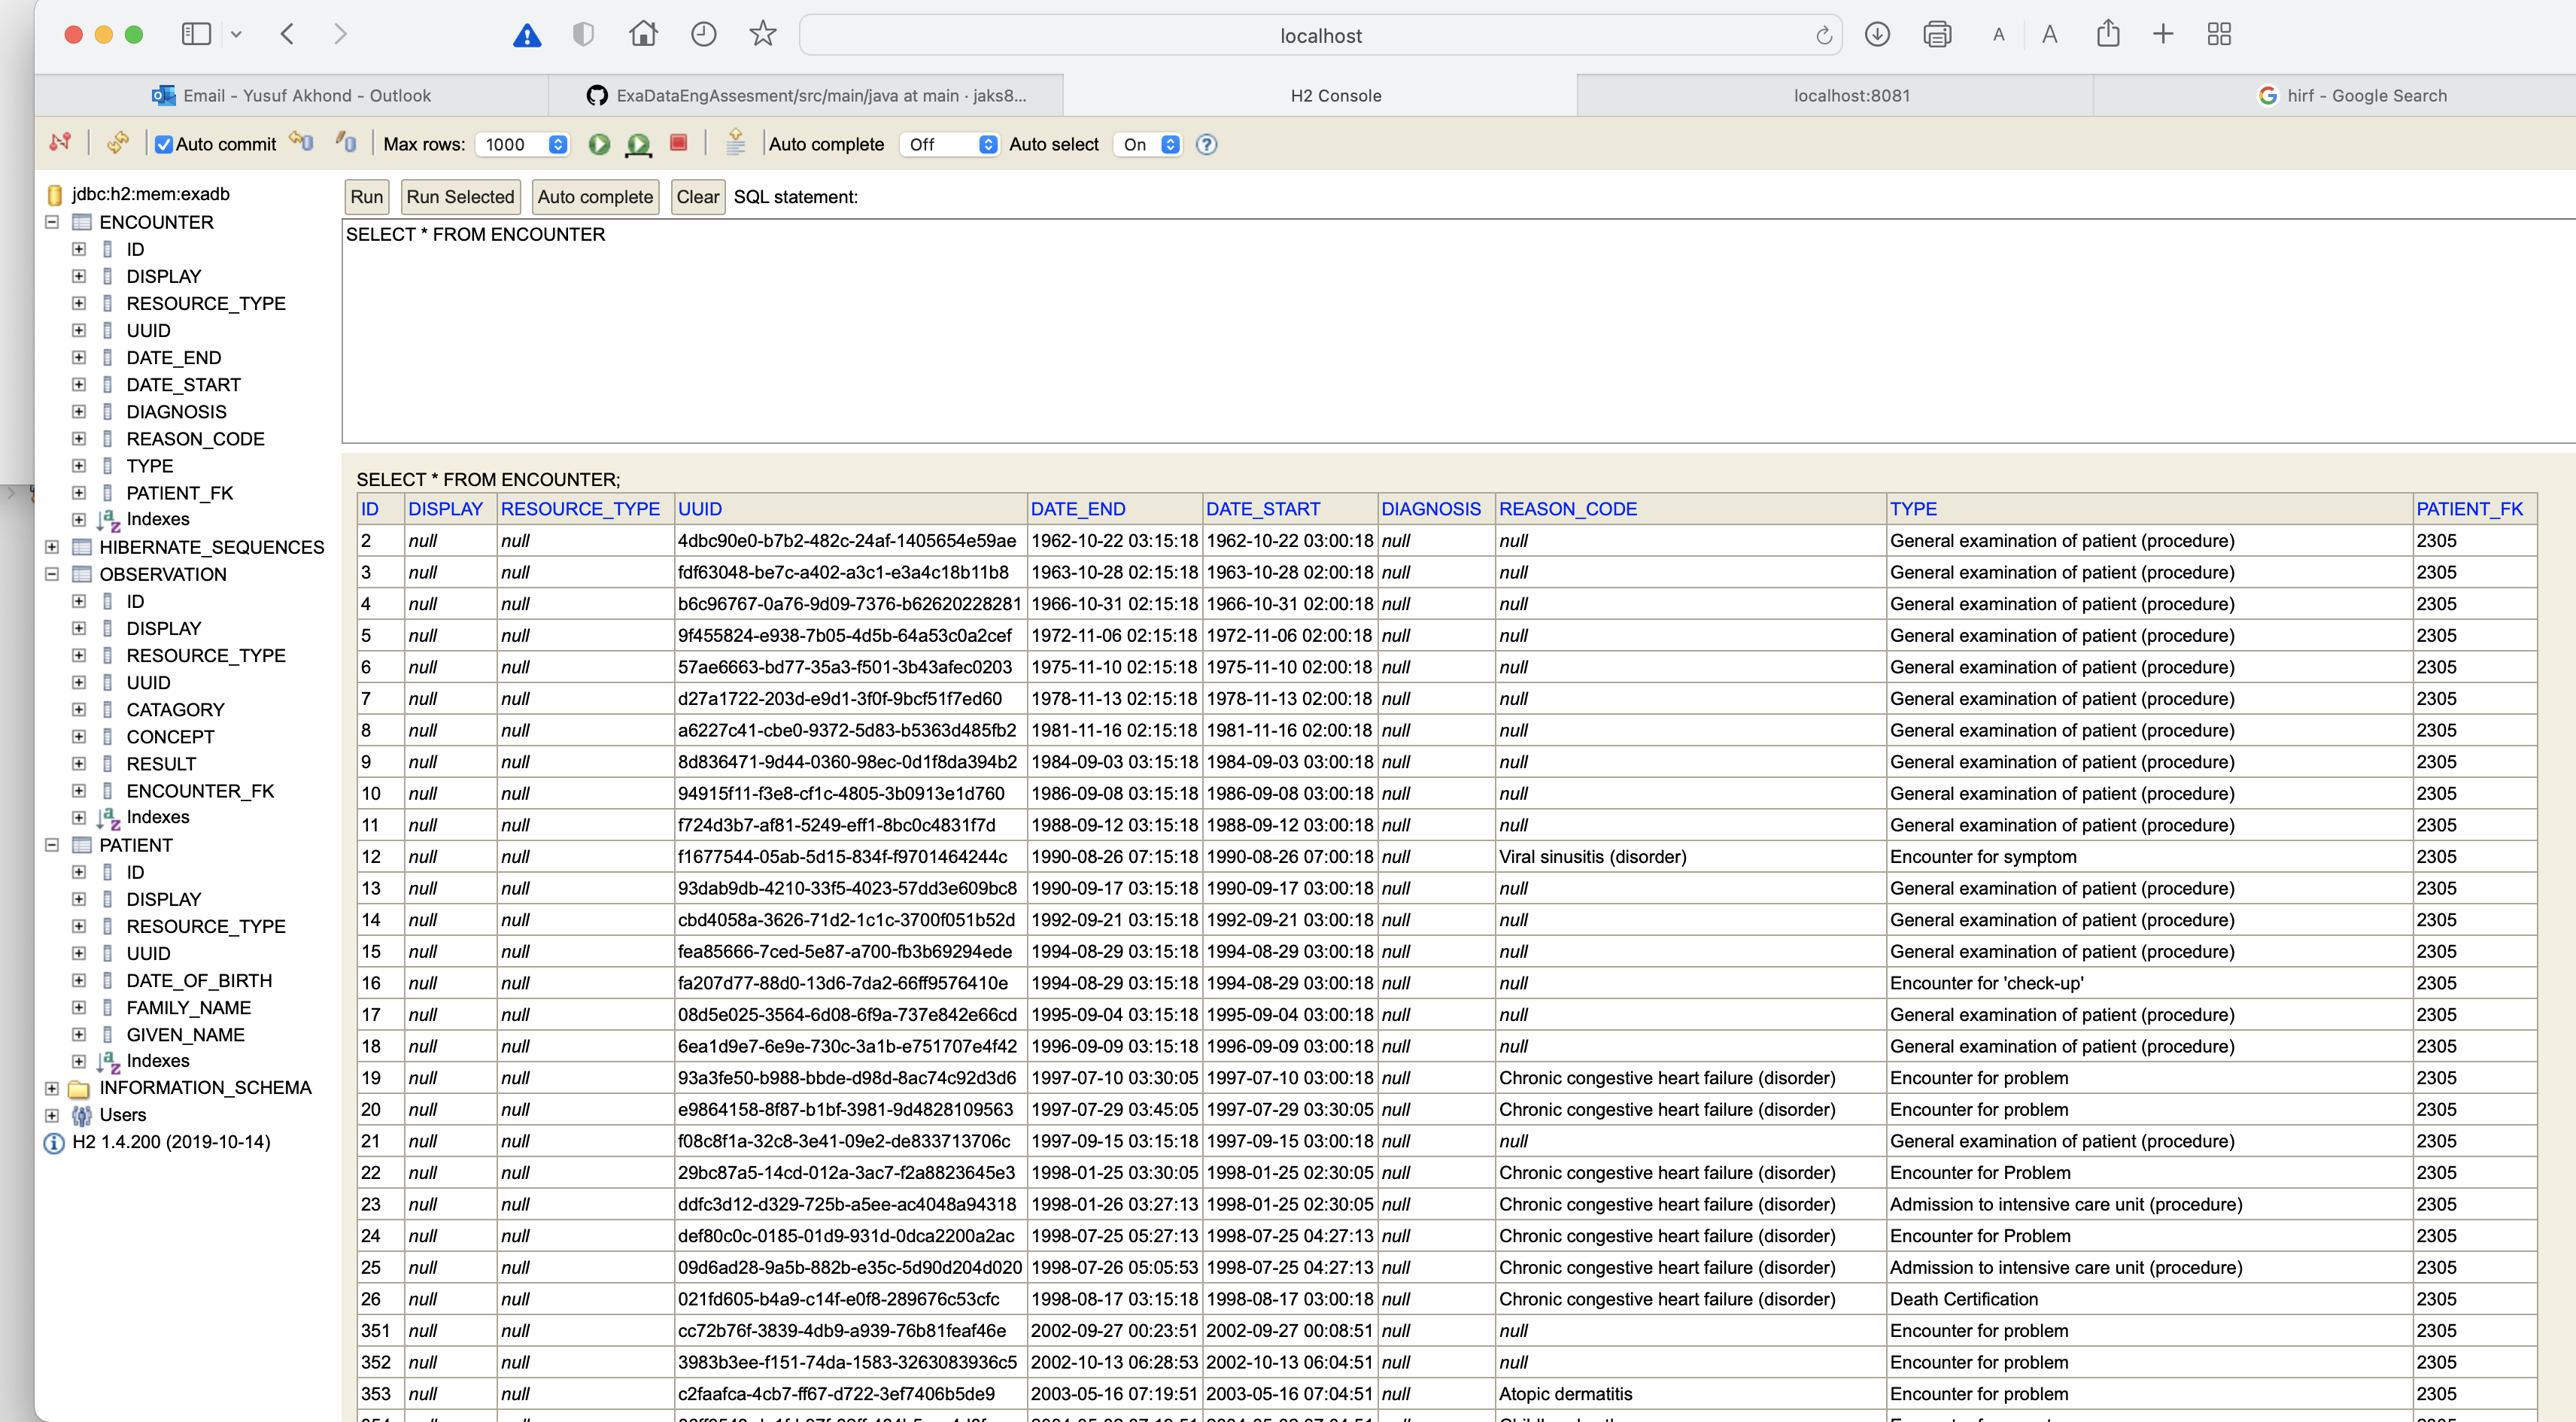 localhost
A A
Email - Yusuf Akhond - Outlook
ExaDataEngAssesment/src/main/java at main · jaks8...
H2 Console
localhost:8081
hirf - Google Search
Auto commit Max rows: 1000 Auto complete Off Auto select On
jdbc:h2:mem:exadb
ENCOUNTER
ID
DISPLAY
RESOURCE_TYPE
UUID
DATE_END
DATE_START
DIAGNOSIS
REASON_CODE
TYPE
PATIENT_FK
Indexes
HIBERNATE_SEQUENCES
OBSERVATION
ID
DISPLAY
RESOURCE_TYPE
UUID
CATAGORY
CONCEPT
RESULT
ENCOUNTER_FK
Indexes
PATIENT
ID
DISPLAY
RESOURCE_TYPE
UUID
DATE_OF_BIRTH
FAMILY_NAME
GIVEN_NAME
Indexes
INFORMATION_SCHEMA
Users
H2 1.4.200 (2019-10-14)
Run Run Selected Auto complete Clear SQL statement:
SELECT * FROM ENCOUNTER
SELECT * FROM ENCOUNTER;
ID DISPLAY RESOURCE_TYPE UUID DATE_END DATE_START DIAGNOSIS REASON_CODE TYPE PATIENT_FK
2 null null 4dbc90e0-b7b2-482c-24af-1405654e59ae 1962-10-22 03:15:18 1962-10-22 03:00:18 null null General examination of patient (procedure) 2305
3 null null fdf63048-be7c-a402-a3c1-e3a4c18b11b8 1963-10-28 02:15:18 1963-10-28 02:00:18 null null General examination of patient (procedure) 2305
4 null null b6c96767-0a76-9d09-7376-b62620228281 1966-10-31 02:15:18 1966-10-31 02:00:18 null null General examination of patient (procedure) 2305
5 null null 9f455824-e938-7b05-4d5b-64a53c0a2cef 1972-11-06 02:15:18 1972-11-06 02:00:18 null null General examination of patient (procedure) 2305
6 null null 57ae6663-bd77-35a3-f501-3b43afec0203 1975-11-10 02:15:18 1975-11-10 02:00:18 null null General examination of patient (procedure) 2305
7 null null d27a1722-203d-e9d1-3f0f-9bcf51f7ed60 1978-11-13 02:15:18 1978-11-13 02:00:18 null null General examination of patient (procedure) 2305
8 null null a6227c41-cbe0-9372-5d83-b5363d485fb2 1981-11-16 02:15:18 1981-11-16 02:00:18 null null General examination of patient (procedure) 2305
9 null null 8d836471-9d44-0360-98ec-0d1f8da394b2 1984-09-03 03:15:18 1984-09-03 03:00:18 null null General examination of patient (procedure) 2305
10 null null 94915f11-f3e8-cf1c-4805-3b0913e1d760 1986-09-08 03:15:18 1986-09-08 03:00:18 null null General examination of patient (procedure) 2305
11 null null f724d3b7-af81-5249-eff1-8bc0c4831f7d 1988-09-12 03:15:18 1988-09-12 03:00:18 null null General examination of patient (procedure) 2305
12 null null f1677544-05ab-5d15-834f-f9701464244c 1990-08-26 07:15:18 1990-08-26 07:00:18 null Viral sinusitis (disorder) Encounter for symptom 2305
13 null null 93dab9db-4210-33f5-4023-57dd3e609bc8 1990-09-17 03:15:18 1990-09-17 03:00:18 null null General examination of patient (procedure) 2305
14 null null cbd4058a-3626-71d2-1c1c-3700f051b52d 1992-09-21 03:15:18 1992-09-21 03:00:18 null null General examination of patient (procedure) 2305
15 null null fea85666-7ced-5e87-a700-fb3b69294ede 1994-08-29 03:15:18 1994-08-29 03:00:18 null null General examination of patient (procedure) 2305
16 null null fa207d77-88d0-13d6-7da2-66ff9576410e 1994-08-29 03:15:18 1994-08-29 03:00:18 null null Encounter for 'check-up' 2305
17 null null 08d5e025-3564-6d08-6f9a-737e842e66cd 1995-09-04 03:15:18 1995-09-04 03:00:18 null null General examination of patient (procedure) 2305
18 null null 6ea1d9e7-6e9e-730c-3a1b-e751707e4f42 1996-09-09 03:15:18 1996-09-09 03:00:18 null null General examination of patient (procedure) 2305
19 null null 93a3fe50-b988-bbde-d98d-8ac74c92d3d6 1997-07-10 03:30:05 1997-07-10 03:00:18 null Chronic congestive heart failure (disorder) Encounter for problem 2305
20 null null e9864158-8f87-b1bf-3981-9d4828109563 1997-07-29 03:45:05 1997-07-29 03:30:05 null Chronic congestive heart failure (disorder) Encounter for problem 2305
21 null null f08c8f1a-32c8-3e41-09e2-de833713706c 1997-09-15 03:15:18 1997-09-15 03:00:18 null null General examination of patient (procedure) 2305
22 null null 29bc87a5-14cd-012a-3ac7-f2a8823645e3 1998-01-25 03:30:05 1998-01-25 02:30:05 null Chronic congestive heart failure (disorder) Encounter for Problem 2305
23 null null ddfc3d12-d329-725b-a5ee-ac4048a94318 1998-01-26 03:27:13 1998-01-25 02:30:05 null Chronic congestive heart failure (disorder) Admission to intensive care unit (procedure) 2305
24 null null def80c0c-0185-01d9-931d-0dca2200a2ac 1998-07-25 05:27:13 1998-07-25 04:27:13 null Chronic congestive heart failure (disorder) Encounter for Problem 2305
25 null null 09d6ad28-9a5b-882b-e35c-5d90d204d020 1998-07-26 05:05:53 1998-07-25 04:27:13 null Chronic congestive heart failure (disorder) Admission to intensive care unit (procedure) 2305
26 null null 021fd605-b4a9-c14f-e0f8-289676c53cfc 1998-08-17 03:15:18 1998-08-17 03:00:18 null Chronic congestive heart failure (disorder) Death Certification 2305
351 null null cc72b76f-3839-4db9-a939-76b81feaf46e 2002-09-27 00:23:51 2002-09-27 00:08:51 null null Encounter for problem 2305
352 null null 3983b3ee-f151-74da-1583-3263083936c5 2002-10-13 06:28:53 2002-10-13 06:04:51 null null Encounter for problem 2305
353 null null c2faafca-4cb7-ff67-d722-3ef7406b5de9 2003-05-16 07:19:51 2003-05-16 07:04:51 null Atopic dermatitis Encounter for problem 2305